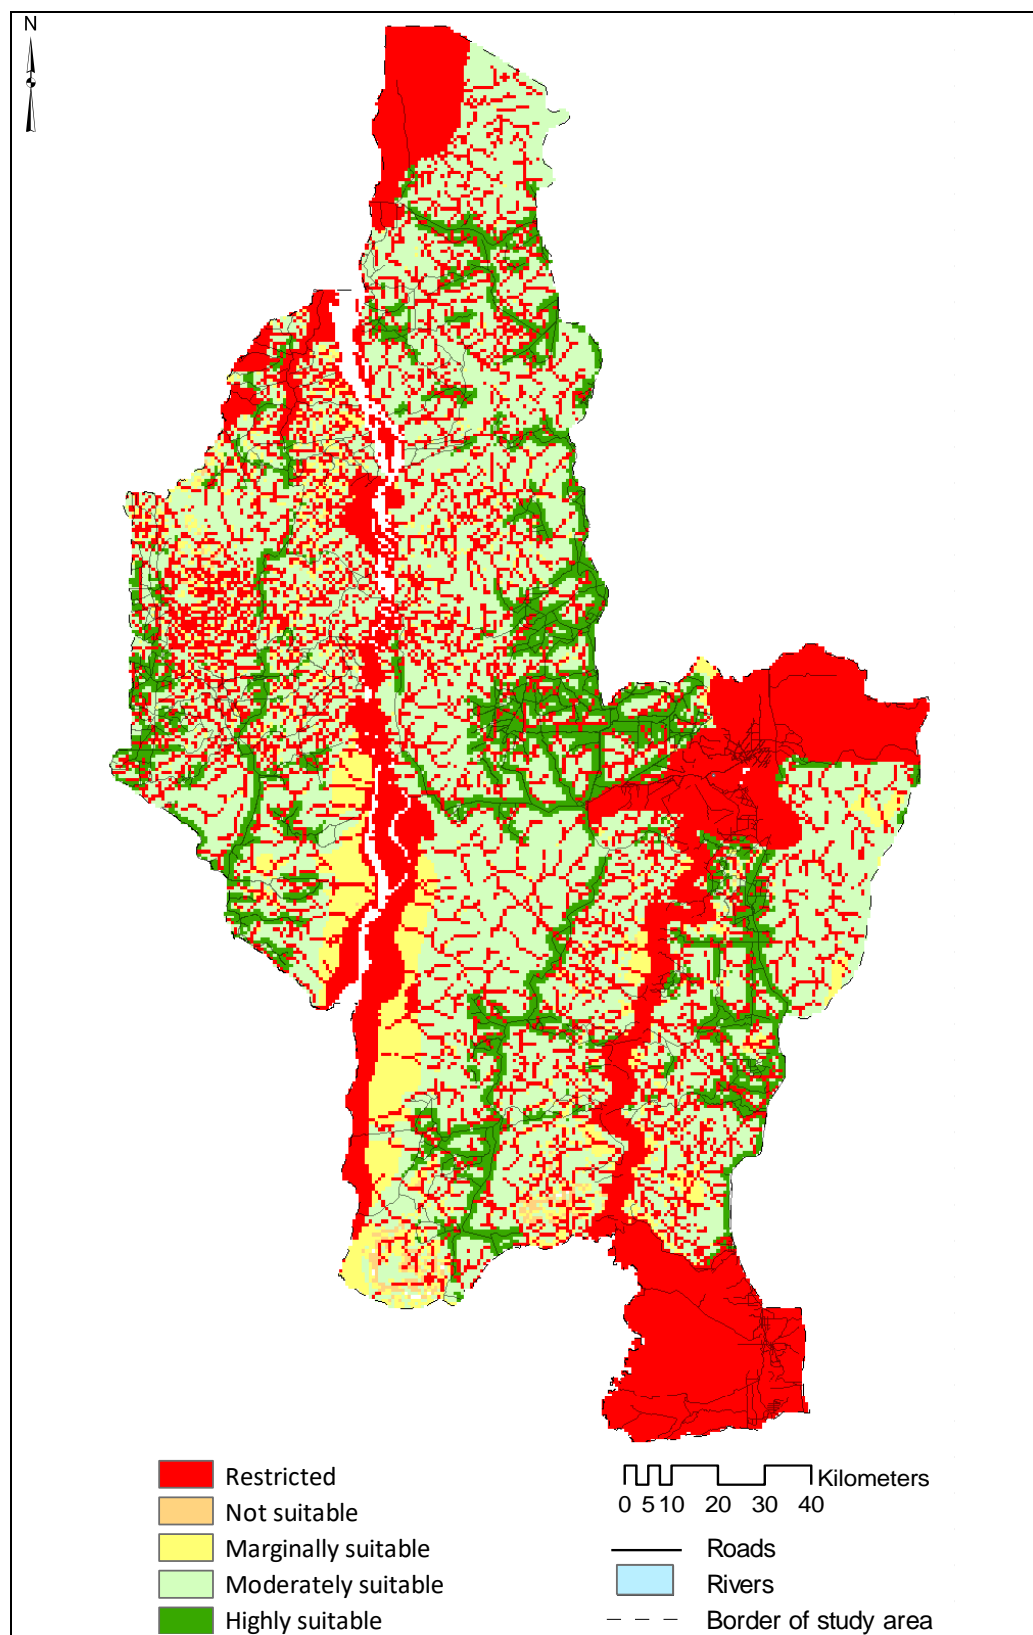 N
Restricted
Not suitable
Marginally suitable
Moderately suitable
Highly suitable
Kilometers
0 5 10 20 30 40
Roads
Rivers
Border of study area